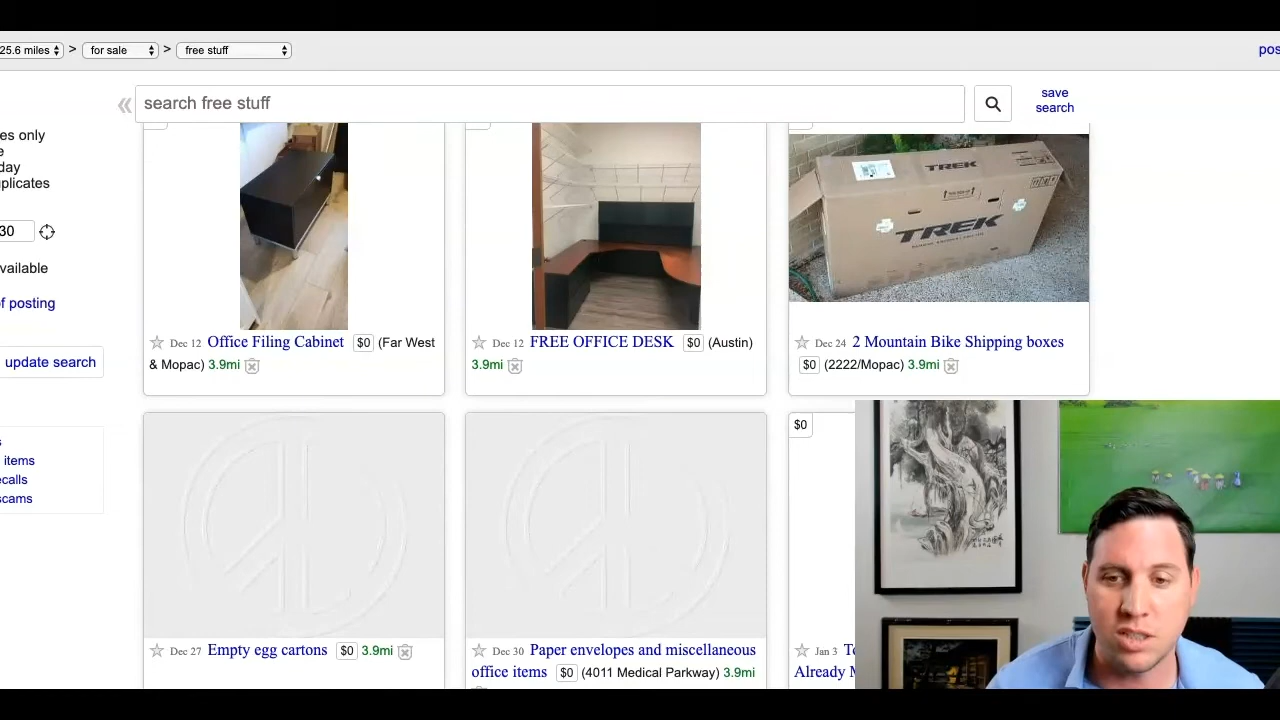 25.6 miles > for sale > free stuff pos
search free stuff
save
search
es only
e
day
plicates
30
vailable
f posting
update search
s
items
ecalls
scams
TREK
TREK
Dec 12 Office Filing Cabinet $0 (Far West
& Mopac) 3.9mi
Dec 12 FREE OFFICE DESK $0 (Austin)
3.9mi
Dec 24 2 Mountain Bike Shipping boxes
$0 (2222/Mopac) 3.9mi
$0
Dec 27 Empty egg cartons $0 3.9mi
Dec 30 Paper envelopes and miscellaneous
office items $0 (4011 Medical Parkway) 3.9mi
Jan 3 To
Already